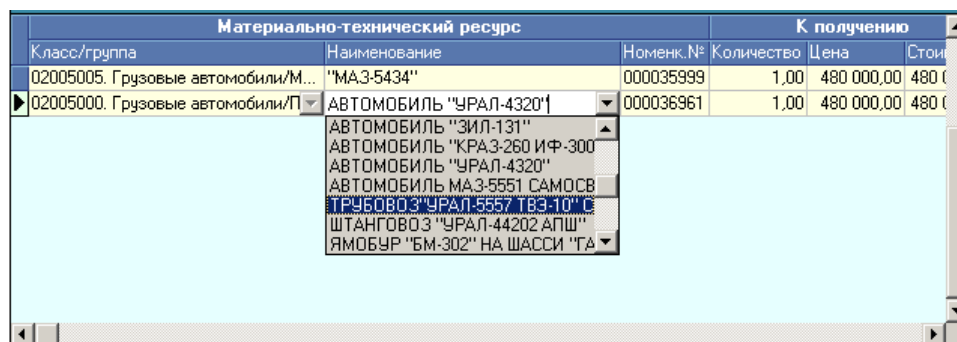 Материально-технический ресурс К получению
Класс/группа Наименование Номенк.№ Количество Цена Стои
02005005. Грузовые автомобили/М... "МАЗ-5434" 000035999 1,00 480 000,00 480
02005000. Грузовые автомобили/П АВТОМОБИЛЬ "УРАЛ-4320" 000036961 1,00 480 000,00 480
АВТОМОБИЛЬ "ЗИЛ-131"
АВТОМОБИЛЬ "КРАЗ-260 ИФ-300
АВТОМОБИЛЬ "УРАЛ-4320"
АВТОМОБИЛЬ МАЗ-5551 САМОСВ
ТРУБОВОЗ"УРАЛ-5557 ТВЭ-10" С
ШТАНГОВОЗ "УРАЛ-44202 АПШ"
ЯМОБУР "БМ-302" НА ШАССИ "ГА